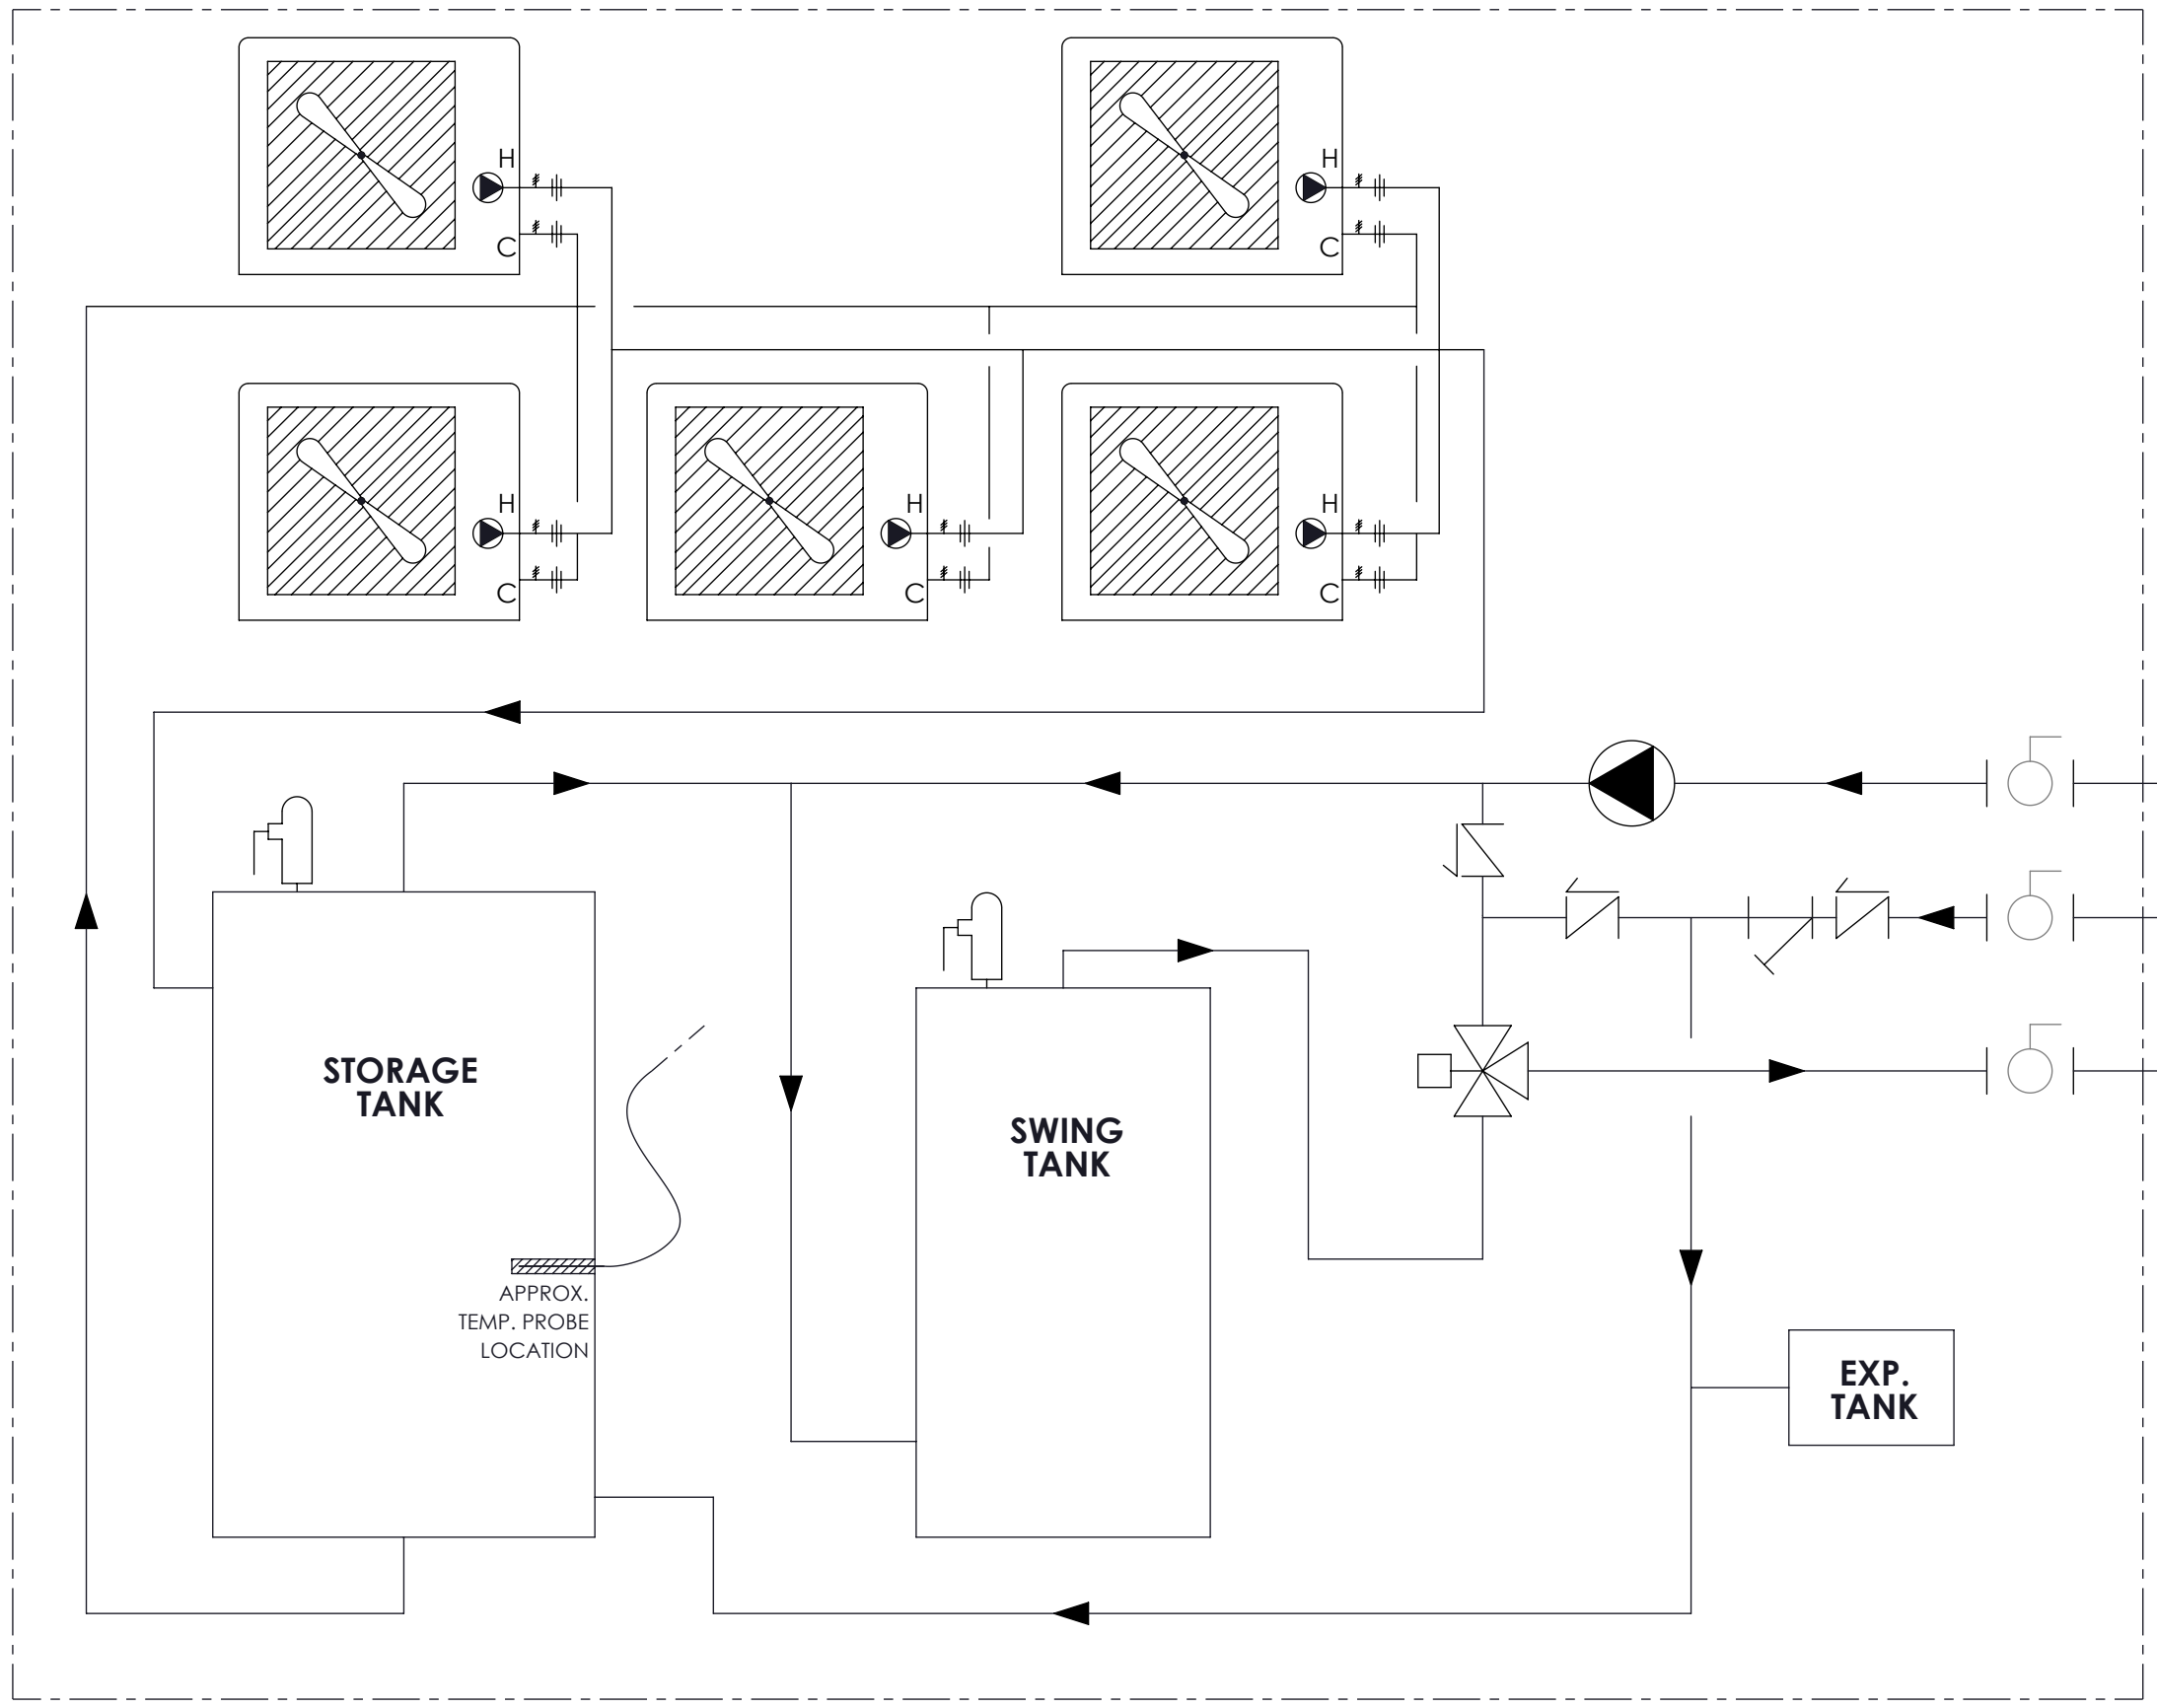 H
C
H
C
H
C
H
C
H
C
STORAGE
TANK
SWING
TANK
APPROX.
TEMP. PROBE
LOCATION
EXP.
TANK